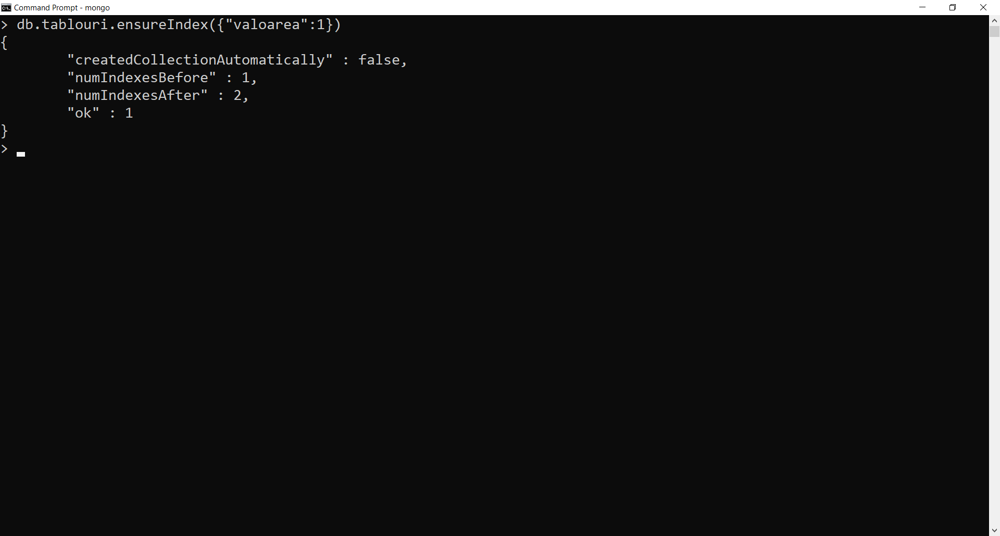 Command Prompt - mongo
> db.tablouri.ensureIndex({"valoarea":1})
{
        "createdCollectionAutomatically" : false,
        "numIndexesBefore" : 1,
        "numIndexesAfter" : 2,
        "ok" : 1
}
>